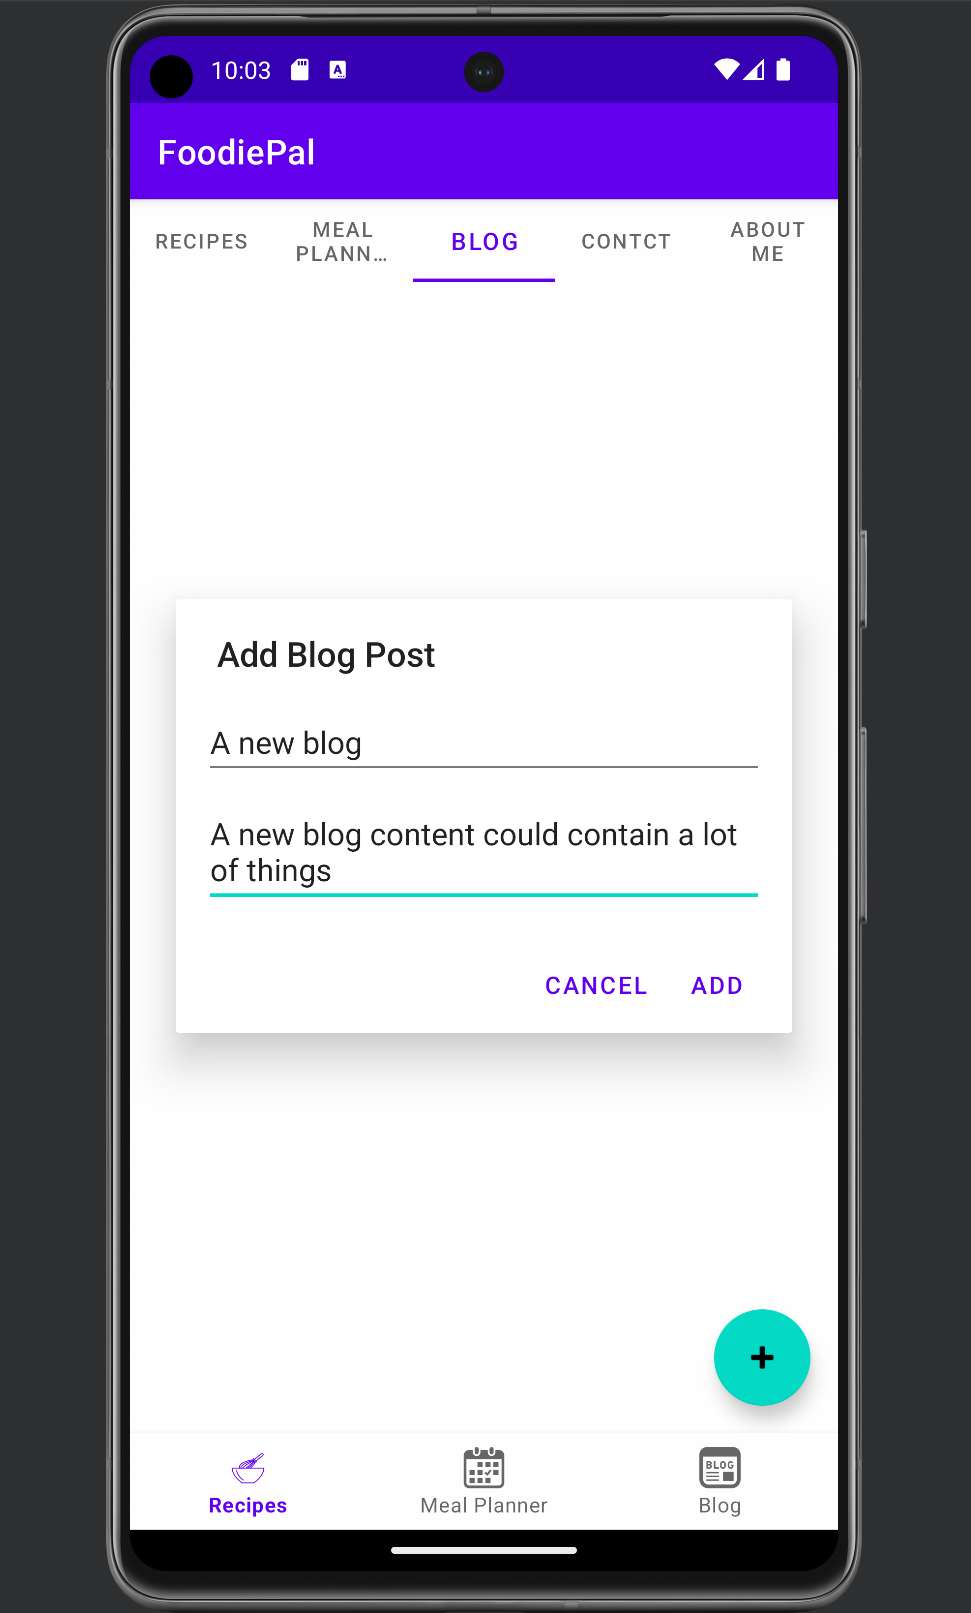 10:03
A
FoodiePal
RECIPES
MEAL
PLANN...
BLOG
CONTCT
ABOUT
ME
Add Blog Post
A new blog
A new blog content could contain a lot
of things
CANCEL
ADD
Recipes
Meal Planner
BLOG
Blog